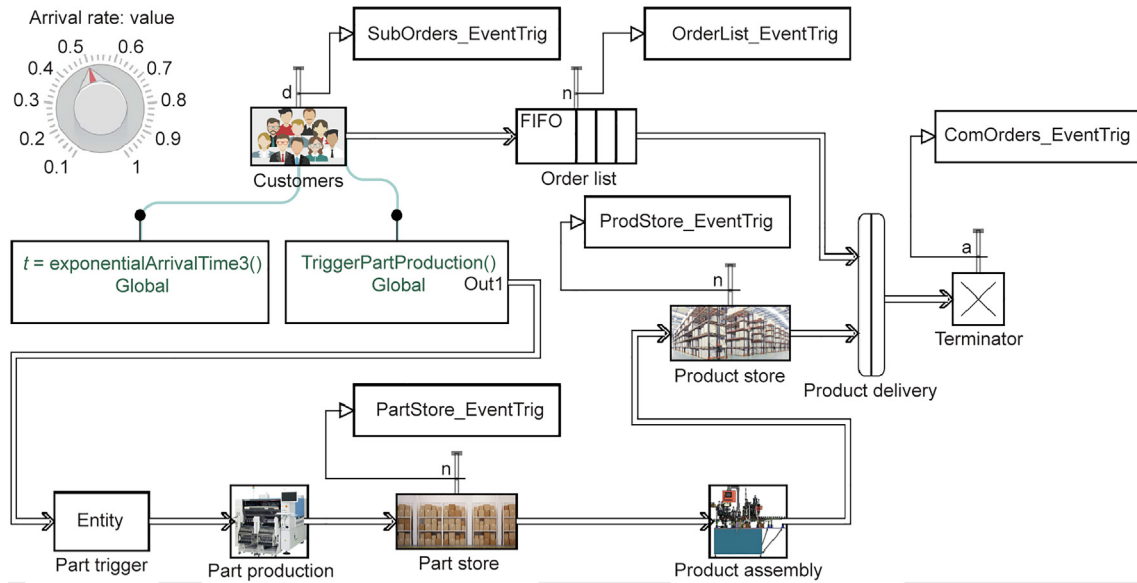 Arrival rate: value
0.1
0.2
0.3
0.4
0.5
0.6
0.7
0.8
0.9
1
SubOrders_EventTrig
OrderList_EventTrig
d
n
FIFO
Customers
Order list
ComOrders_EventTrig
a
Terminator
t = exponentialArrivalTime3()
Global
TriggerPartProduction()
Global
Out1
ProdStore_EventTrig
n
Product store
Product delivery
PartStore_EventTrig
n
Entity
Part trigger
Part production
Part store
Product assembly